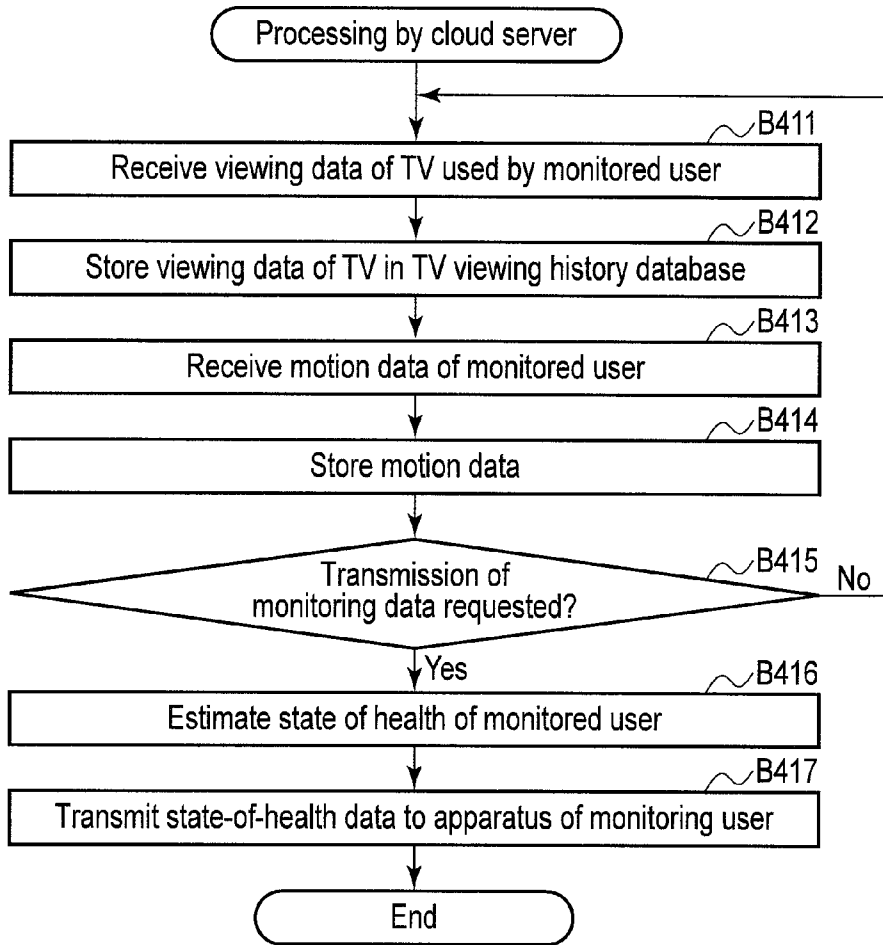 Processing by cloud server
B411
Receive viewing data of TV used by monitored user
B412
Store viewing data of TV in TV viewing history database
B413
Receive motion data of monitored user
B414
Store motion data
B415
Transmission of
monitoring data requested?
No
Yes
B416
Estimate state of health of monitored user
B417
Transmit state-of-health data to apparatus of monitoring user
End